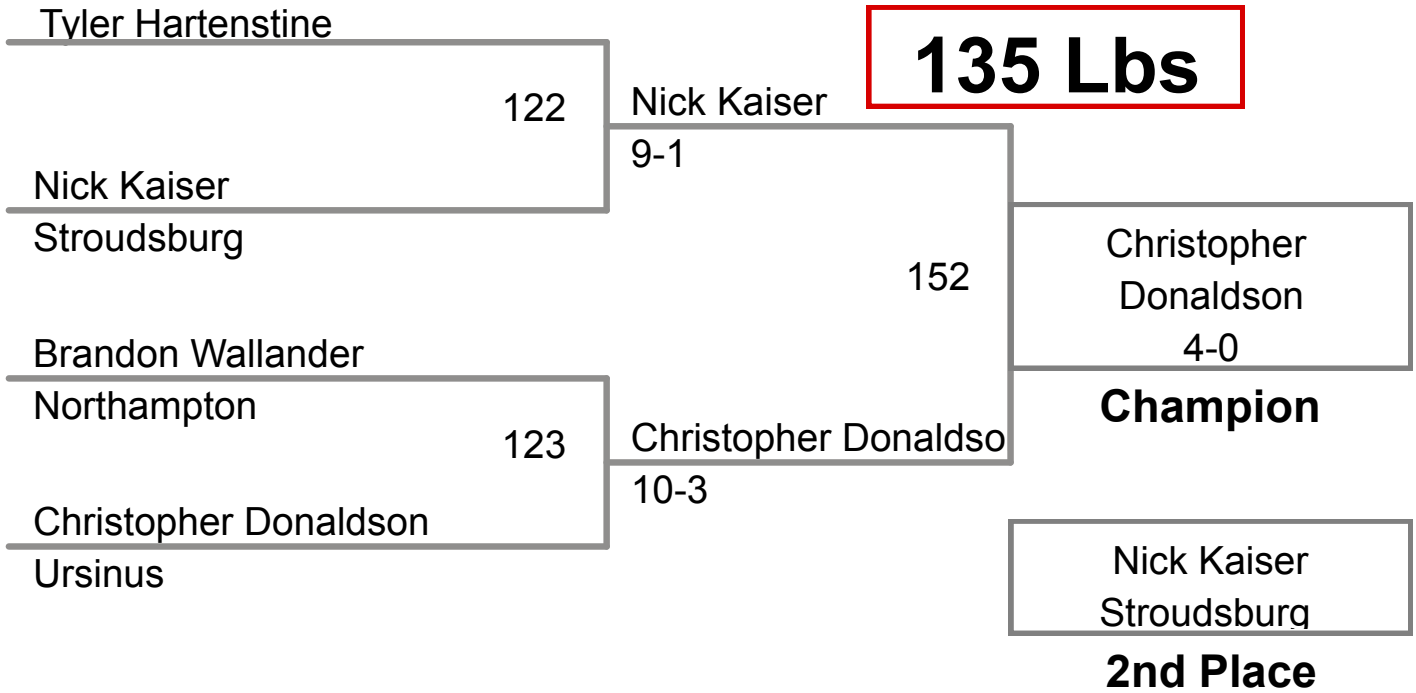 Tyler Hartenstine
135 Lbs
122
Nick Kaiser
9-1
Nick Kaiser
Stroudsburg
152
Christopher
Donaldson
4-0
Champion
Brandon Wallander
Northampton
123
Christopher Donaldso
10-3
Christopher Donaldson
Ursinus
Nick Kaiser
Stroudsburg
2nd Place